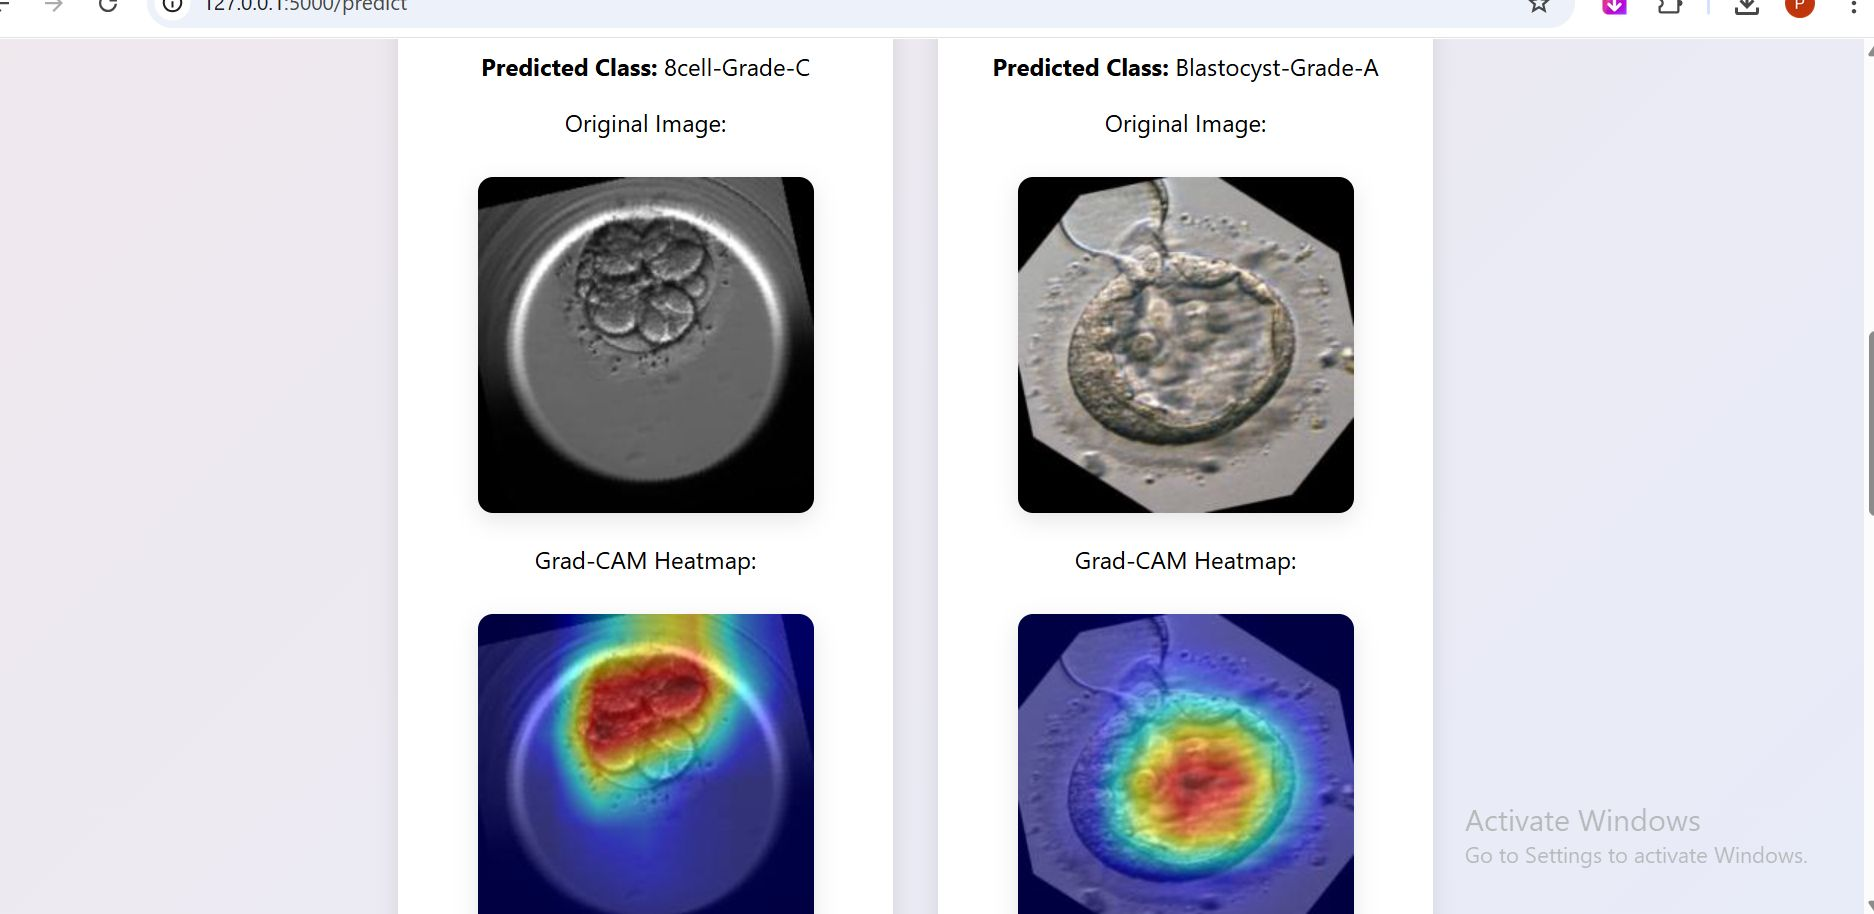 127.0.0.1:5000/predict
P
Predicted Class: 8cell-Grade-C
Original Image:
Grad-CAM Heatmap:
Predicted Class: Blastocyst-Grade-A
Original Image:
Grad-CAM Heatmap:
Activate Windows
Go to Settings to activate Windows.